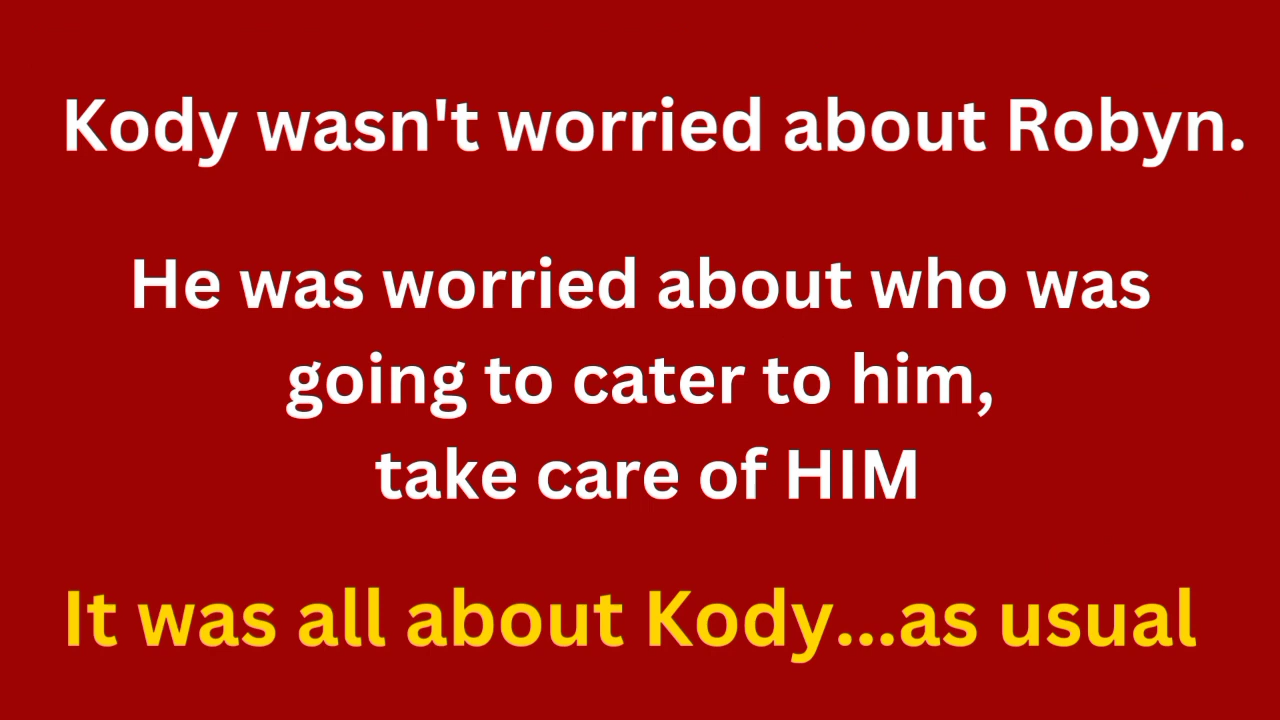 Kody wasn't worried about Robyn.
He was worried about who was
going to cater to him,
take care of HIM
It was all about Kody...as usual